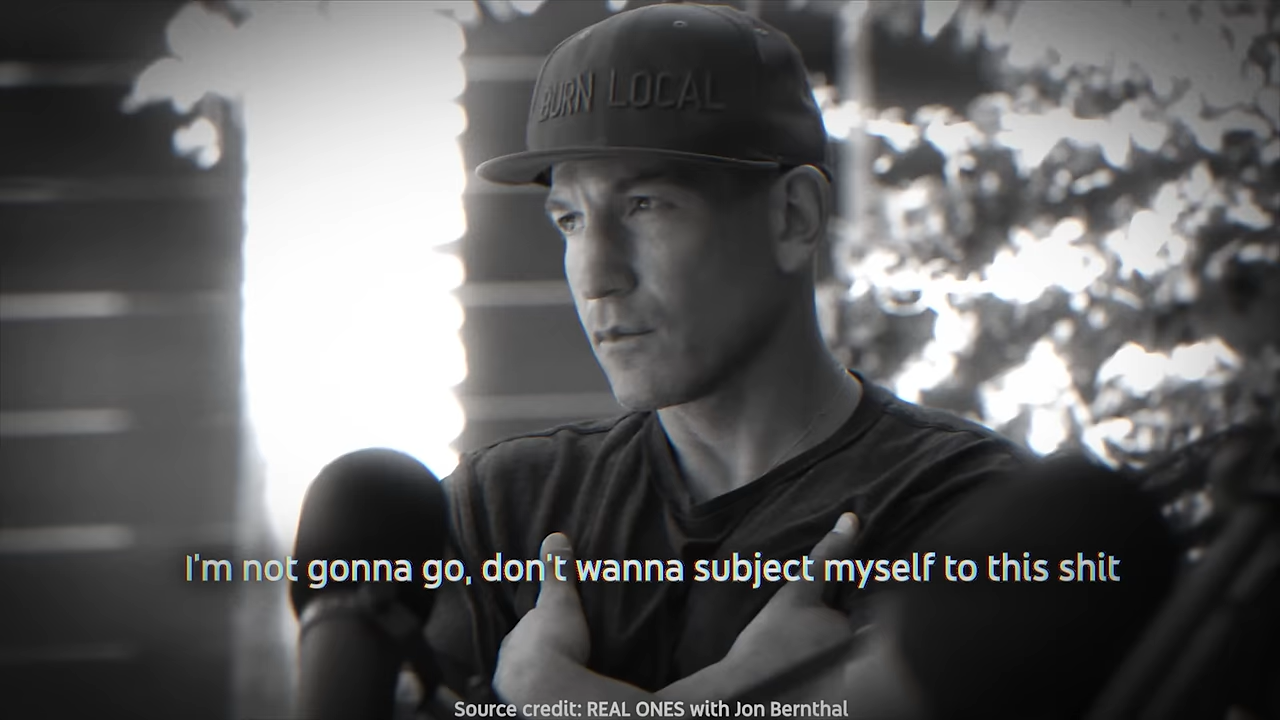 BURN LOCAL
I'm not gonna go, don't wanna subject myself to this shit
Source credit: REAL ONES with Jon Bernthal